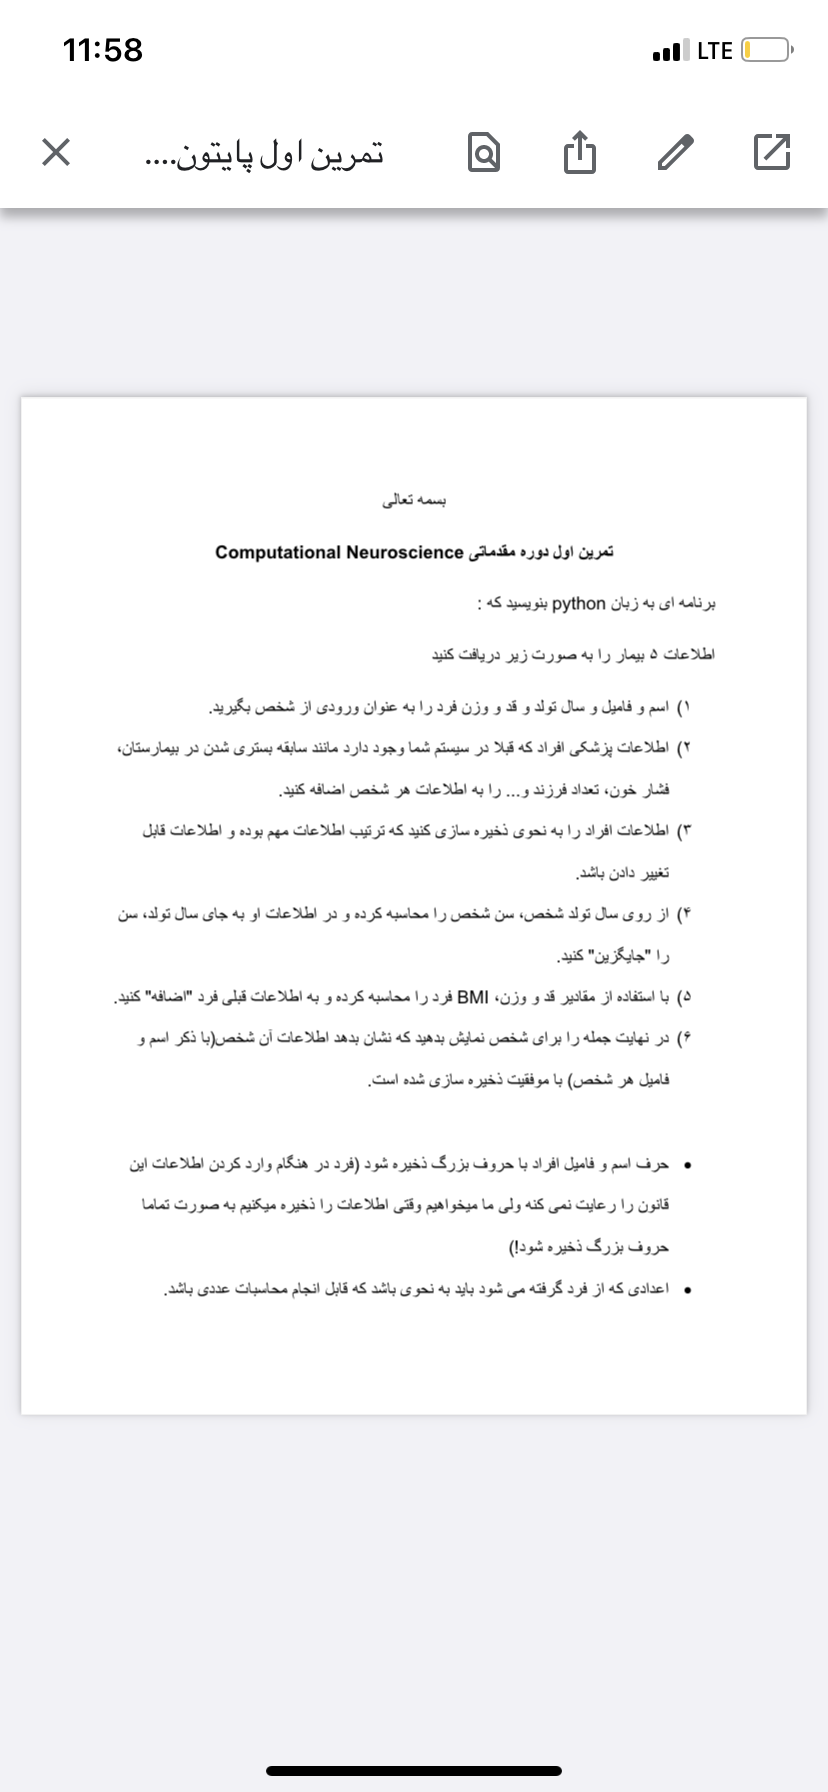 11:58
LTE
تمرین اول پایتون....
بسمه تعالی
تمرین اول دوره مقدماتی Computational Neuroscience
برنامه ای به زبان python بنویسید که :
اطلاعات ۵ بیمار را به صورت زیر دریافت کنید
۱) اسم و فامیل و سال تولد و قد و وزن فرد را به عنوان ورودی از شخص بگیرید.
۲) اطلاعات پزشکی افراد که قبلا در سیستم شما وجود دارد مانند سابقه بستری شدن در بیمارستان،
فشار خون، تعداد فرزند و... را به اطلاعات هر شخص اضافه کنید.
۳) اطلاعات افراد را به نحوی ذخیره سازی کنید که ترتیب اطلاعات مهم بوده و اطلاعات قابل
تغییر دادن باشد.
۴) از روی سال تولد شخص، سن شخص را محاسبه کرده و در اطلاعات او به جای سال تولد، سن
را "جایگزین" کنید.
۵) با استفاده از مقادیر قد و وزن، BMI فرد را محاسبه کرده و به اطلاعات قبلی فرد "اضافه" کنید.
۶) در نهایت جمله را برای شخص نمایش بدهید که نشان بدهد اطلاعات آن شخص(با ذکر اسم و
فامیل هر شخص) با موفقیت ذخیره سازی شده است.
• حرف اسم و فامیل افراد با حروف بزرگ ذخیره شود (فرد در هنگام وارد کردن اطلاعات این
قانون را رعایت نمی کنه ولی ما میخواهیم وقتی اطلاعات را ذخیره میکنیم به صورت تماما
حروف بزرگ ذخیره شود!)
• اعدادی که از فرد گرفته می شود باید به نحوی باشد که قابل انجام محاسبات عددی باشد.